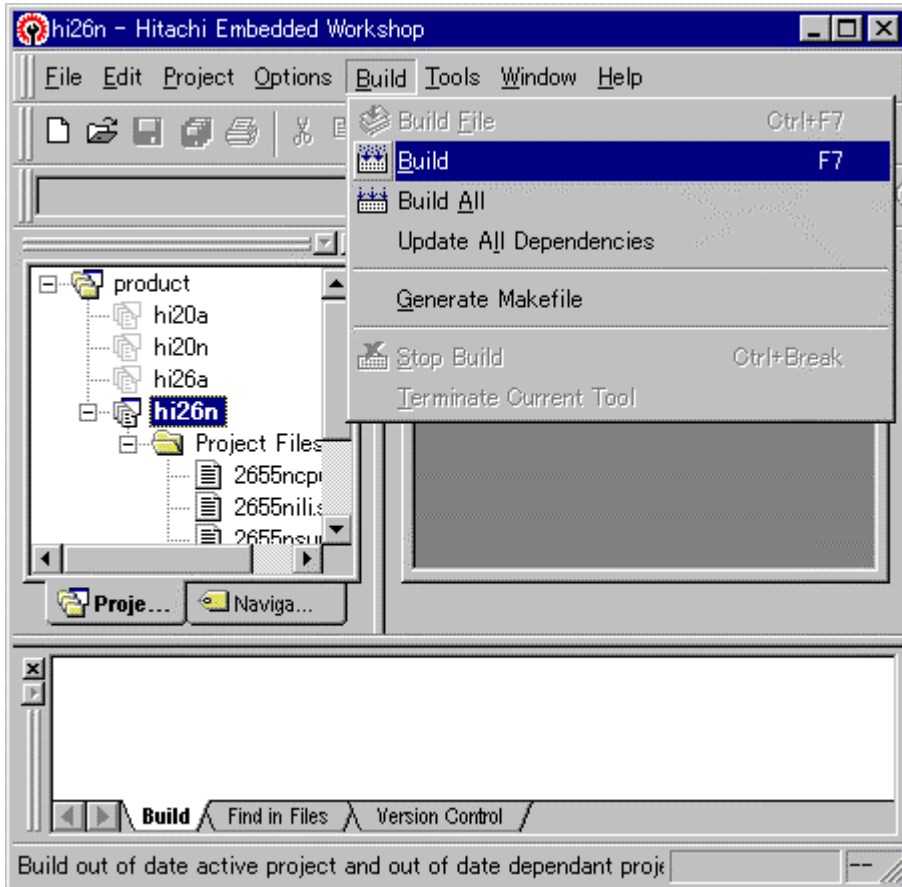 hi26n - Hitachi Embedded Workshop
File Edit Project Options Build Tools Window Help
Build File Ctrl+F7
Build F7
Build All
Update All Dependencies
Generate Makefile
Stop Build Ctrl+Break
Terminate Current Tool
product
hi20a
hi20n
hi26a
hi26n
Project Files
2655ncpu
2655nili.s
2655nsu
Proje...
Naviga...
Build Find in Files Version Control
Build out of date active project and out of date dependant proje
--